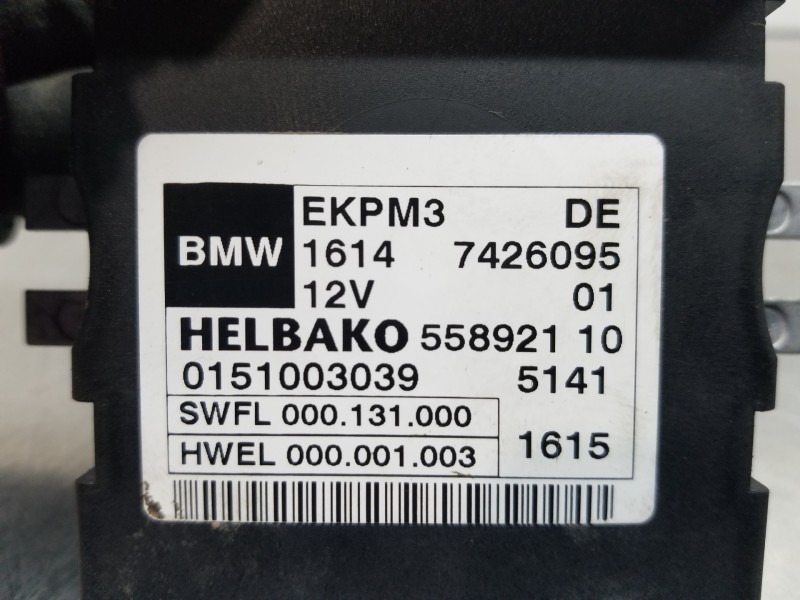 BMW EKPM3 DE
1614 7426095
12V 01
HELBAKO 558921 10
0151003039 5141
SWFL 000.131.000
HWEL 000.001.003 1615